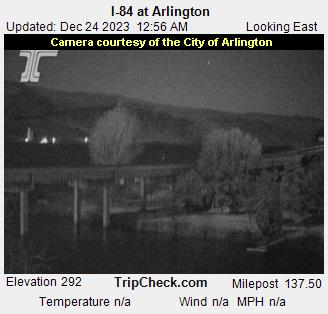 I-84 at Arlington
Updated: Dec 24 2023 12:56 AM Looking East
Camera courtesy of the City of Arlington
Elevation 292 TripCheck.com Milepost 137.50
Temperature n/a Wind n/a MPH n/a